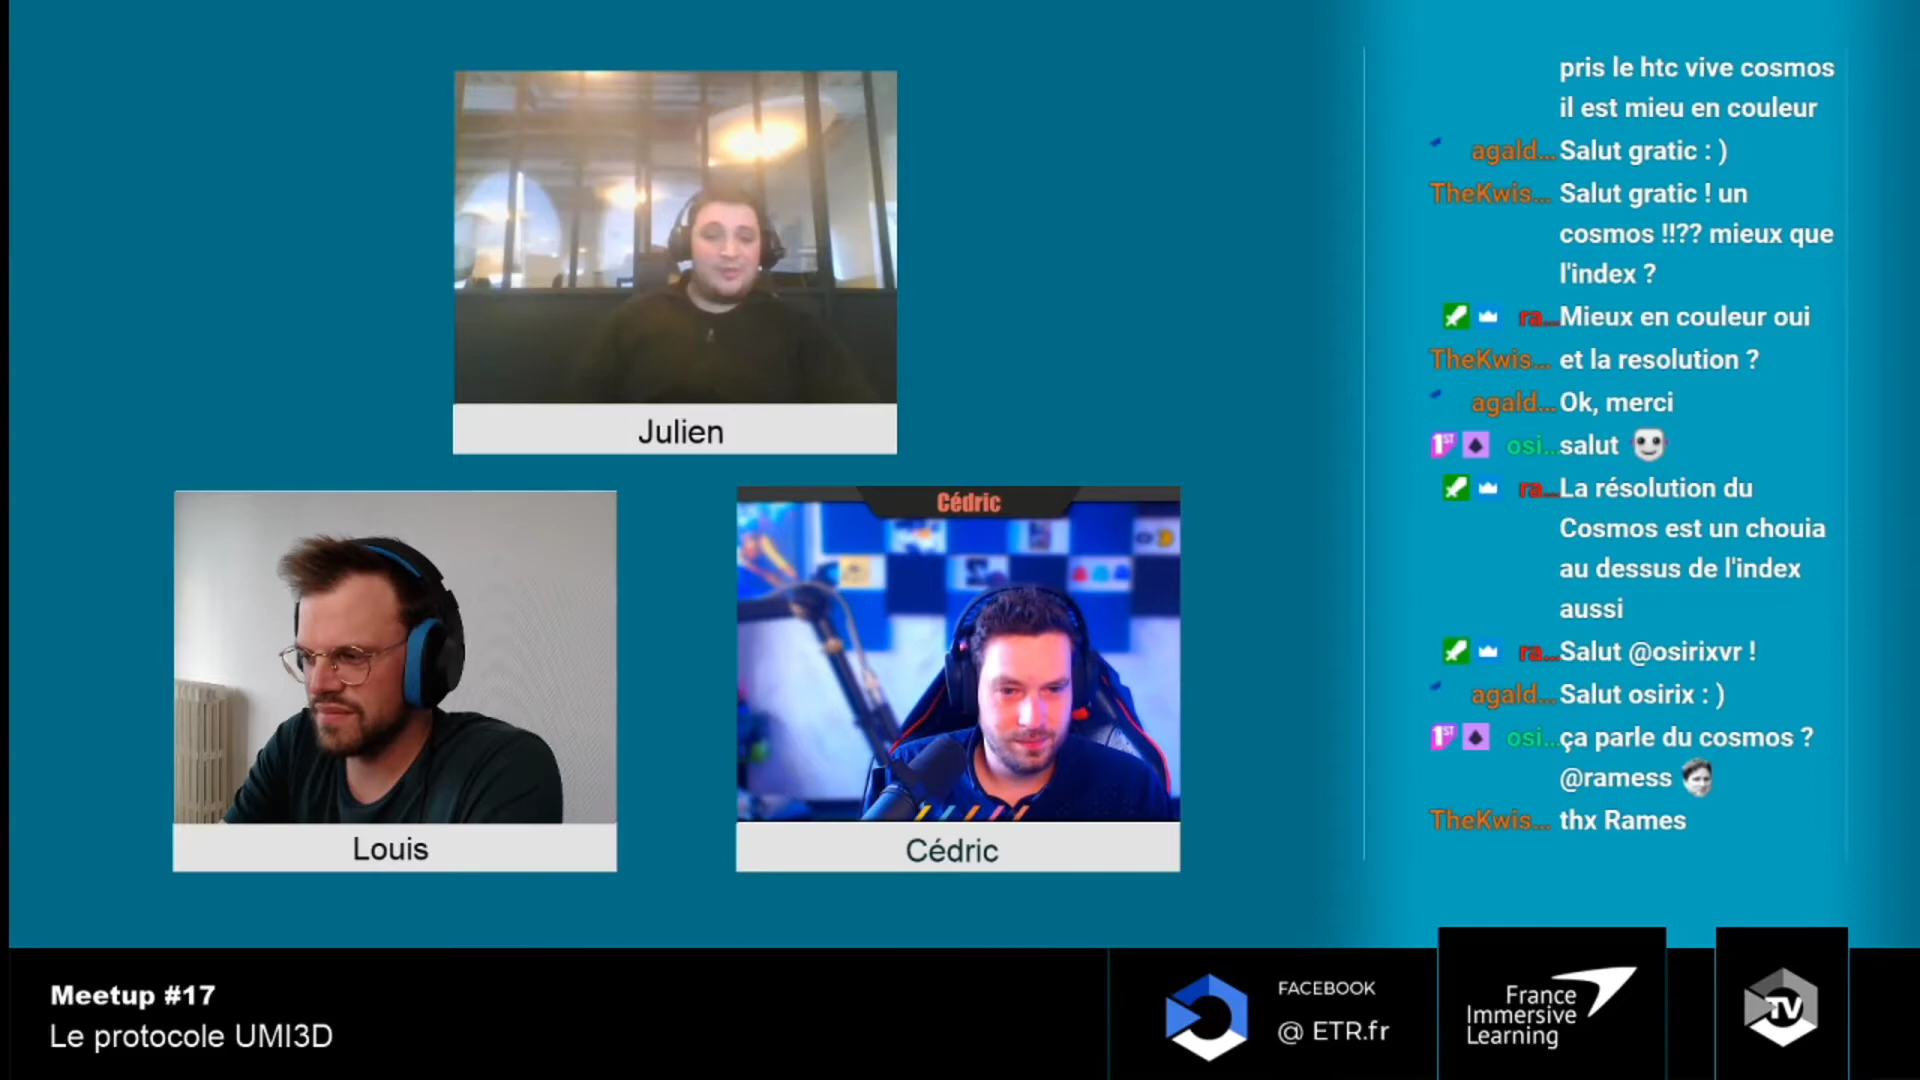 Julien
Cédric
Louis
Cédric
pris le htc vive cosmos
il est mieu en couleur
agald... Salut gratic : )
TheKwis... Salut gratic ! un
cosmos !!?? mieux que
l'index ?
ra... Mieux en couleur oui
TheKwis... et la resolution ?
agald... Ok, merci
1ST osi... salut
ra... La résolution du
Cosmos est un chouia
au dessus de l'index
aussi
ra... Salut @osirixvr !
agald... Salut osirix : )
1ST osi... ça parle du cosmos ?
@ramess
TheKwis... thx Rames
Meetup #17
Le protocole UMI3D
FACEBOOK
@ ETR.fr
France
Immersive
Learning
TV